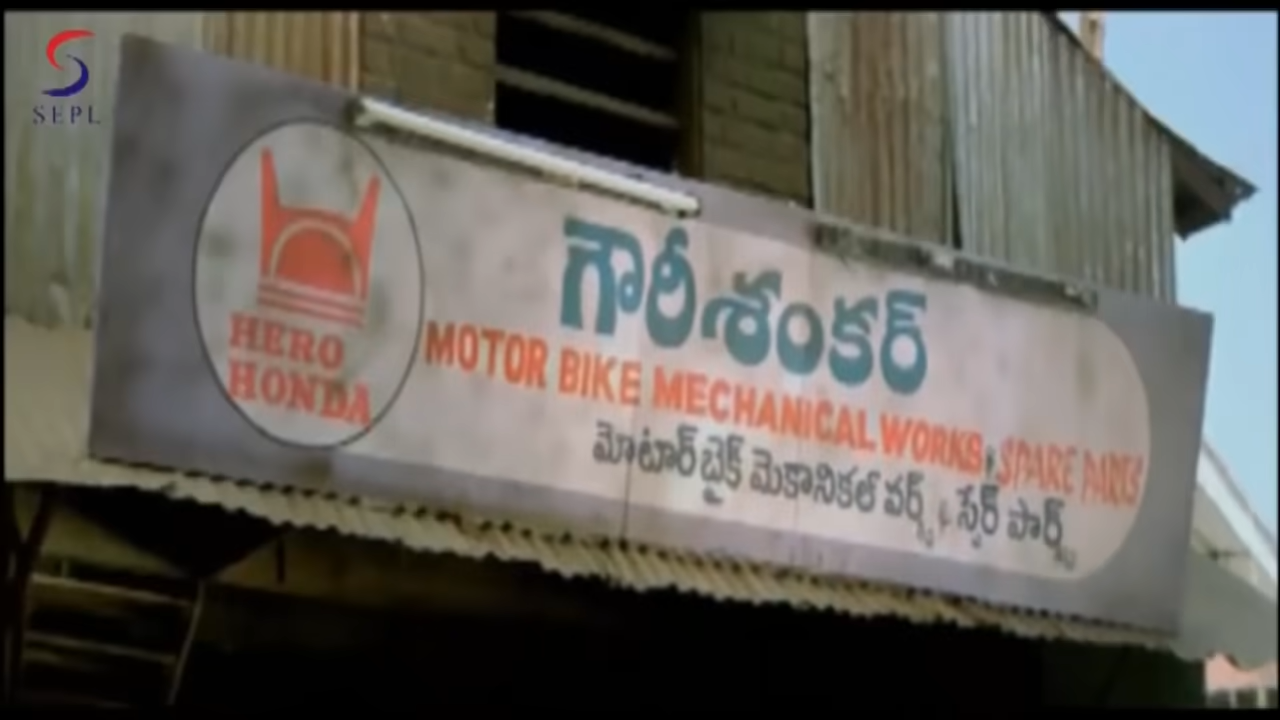 SEPL
HERO
HONDA
గౌరీశంకర్
MOTOR BIKE MECHANICAL WORKS & SPARE PARTS
మోటార్ బైక్ మెకానికల్ వర్క్స్ & స్పేర్ పార్ట్స్